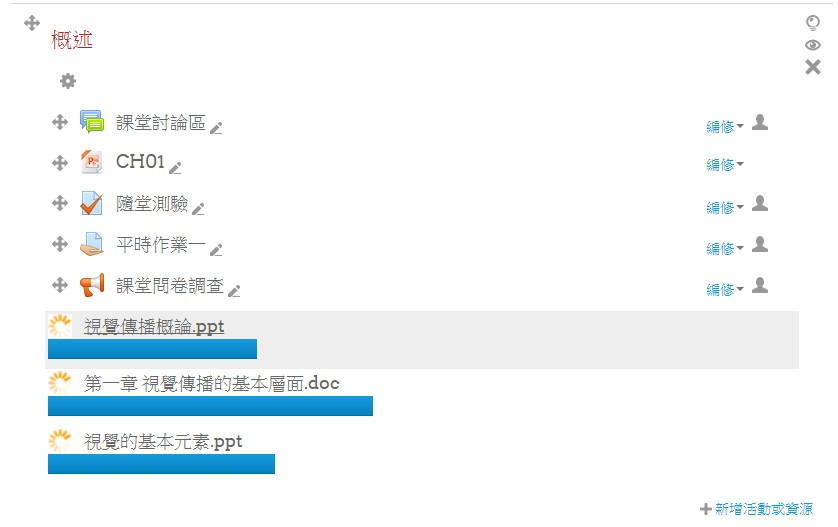 概述
課堂討論區
編修
CH01
編修
隨堂測驗
編修
平時作業一
編修
課堂問卷調查
編修
視覺傳播概論.ppt
第一章 視覺傳播的基本層面.doc
視覺的基本元素.ppt
新增活動或資源